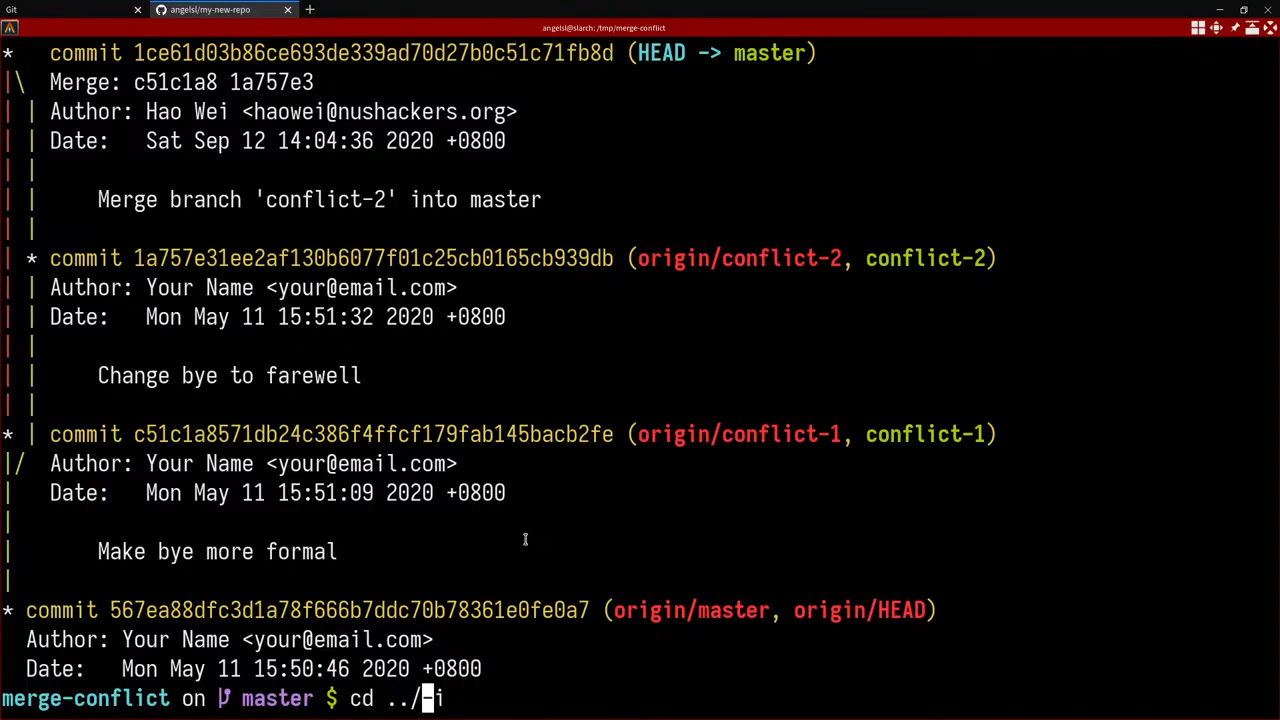 Git
angelsl/my-new-repo
angelsl@slarch: /tmp/merge-conflict
* commit 1ce61d03b86ce693de339ad70d27b0c51c71fb8d (HEAD -> master)
|\ Merge: c51c1a8 1a757e3
| | Author: Hao Wei <haowei@nushackers.org>
| | Date: Sat Sep 12 14:04:36 2020 +0800
| |
| | Merge branch 'conflict-2' into master
| |
| * commit 1a757e31ee2af130b6077f01c25cb0165cb939db (origin/conflict-2, conflict-2)
| | Author: Your Name <your@email.com>
| | Date: Mon May 11 15:51:32 2020 +0800
| |
| | Change bye to farewell
| |
* | commit c51c1a8571db24c386f4ffcf179fab145bacb2fe (origin/conflict-1, conflict-1)
|/ Author: Your Name <your@email.com>
| Date: Mon May 11 15:51:09 2020 +0800
|
| Make bye more formal
|
* commit 567ea88dfc3d1a78f666b7ddc70b78361e0fe0a7 (origin/master, origin/HEAD)
Author: Your Name <your@email.com>
Date: Mon May 11 15:50:46 2020 +0800
merge-conflict on master $ cd ../-i